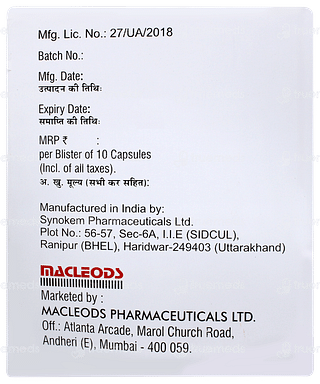 Mfg. Lic. No.: 27/UA/2018
Batch No.:
Mfg. Date:
उत्पादन की तिथिः
Expiry Date:
समाप्ति की तिथिः
MRP ₹ :
per Blister of 10 Capsules
(Incl. of all taxes).
अ. खु. मूल्य (सभी कर सहित):
Manufactured in India by:
Synokem Pharmaceuticals Ltd.
Plot No.: 56-57, Sec-6A, I.I.E (SIDCUL),
Ranipur (BHEL), Haridwar-249403 (Uttarakhand)
MACLEODS
Marketed by :
MACLEODS PHARMACEUTICALS LTD.
Off.: Atlanta Arcade, Marol Church Road,
Andheri (E), Mumbai - 400 059.